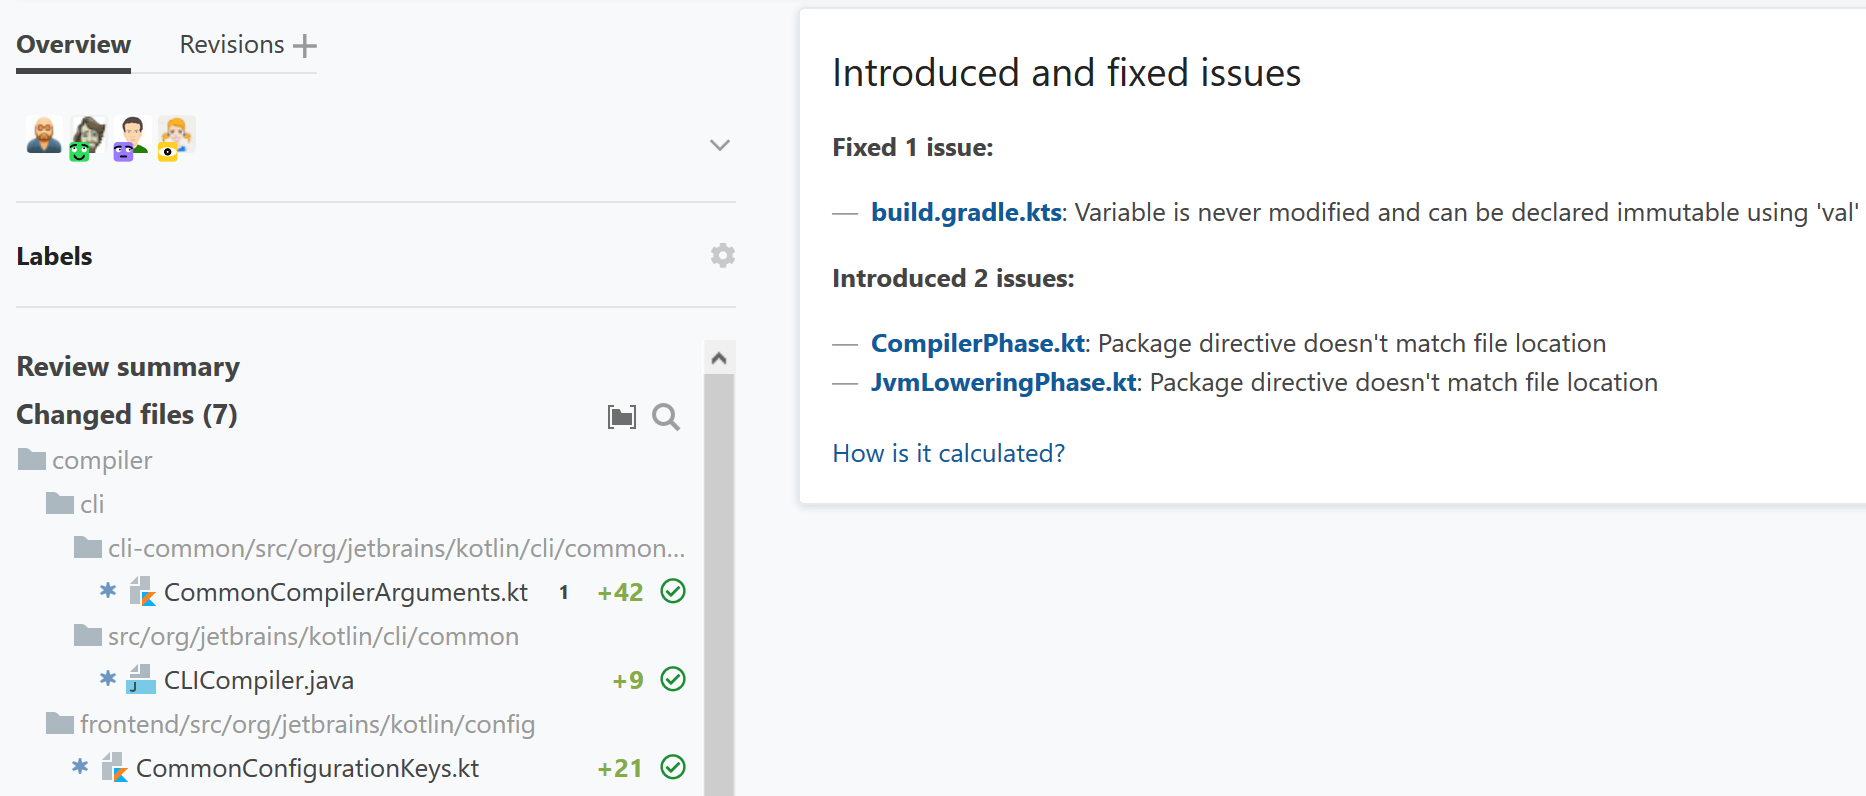 Overview
Revisions
Labels
Review summary
Changed files (7)
compiler
cli
cli-common/src/org/jetbrains/kotlin/cli/common...
CommonCompilerArguments.kt 1 +42
src/org/jetbrains/kotlin/cli/common
J CLICompiler.java +9
frontend/src/org/jetbrains/kotlin/config
CommonConfigurationKeys.kt +21
Introduced and fixed issues
Fixed 1 issue:
— build.gradle.kts: Variable is never modified and can be declared immutable using 'val'
Introduced 2 issues:
— CompilerPhase.kt: Package directive doesn't match file location
— JvmLoweringPhase.kt: Package directive doesn't match file location
How is it calculated?